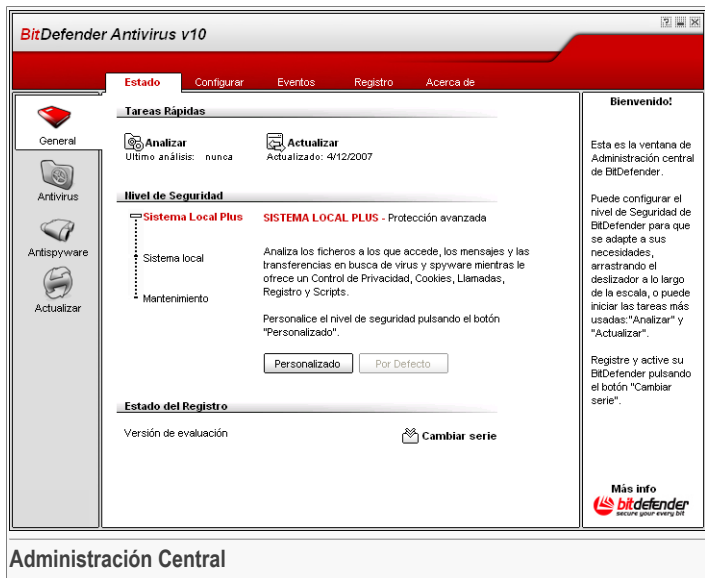 BitDefender Antivirus v10
Estado
Configurar
Eventos
Registro
Acerca de
General
Antivirus
Antispyware
Actualizar
Tareas Rápidas
Analizar
Ultimo análisis: nunca
Actualizar
Actualizado: 4/12/2007
Nivel de Seguridad
Sistema Local Plus
Sistema local
Mantenimiento
SISTEMA LOCAL PLUS - Protección avanzada
Analiza los ficheros a los que accede, los mensajes y las
transferencias en busca de virus y spyware mientras le
ofrece un Control de Privacidad, Cookies, Llamadas,
Registro y Scripts.
Personalice el nivel de seguridad pulsando el botón
"Personalizado".
Personalizado
Por Defecto
Estado del Registro
Versión de evaluación
Cambiar serie
Bienvenido!
Esta es la ventana de
Administración central
de BitDefender.
Puede configurar el
nivel de Seguridad de
BitDefender para que
se adapte a sus
necesidades,
arrastrando el
deslizador a lo largo
de la escala, o puede
iniciar las tareas más
usadas:"Analizar" y
"Actualizar".
Registre y active su
BitDefender pulsando
el botón "Cambiar
serie".
Más info
bitdefender
secure your every bit
Administración Central